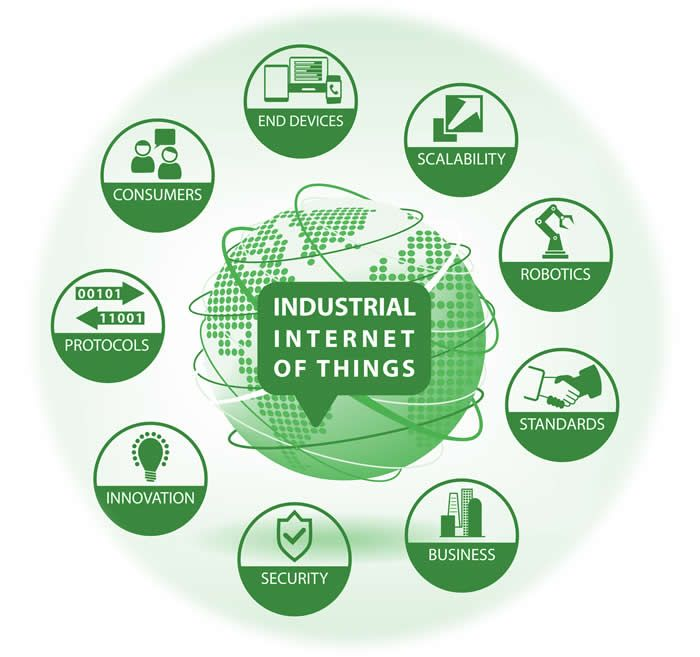 END DEVICES
SCALABILITY
CONSUMERS
ROBOTICS
INDUSTRIAL
INTERNET
OF THINGS
00101
11001
PROTOCOLS
STANDARDS
INNOVATION
BUSINESS
SECURITY